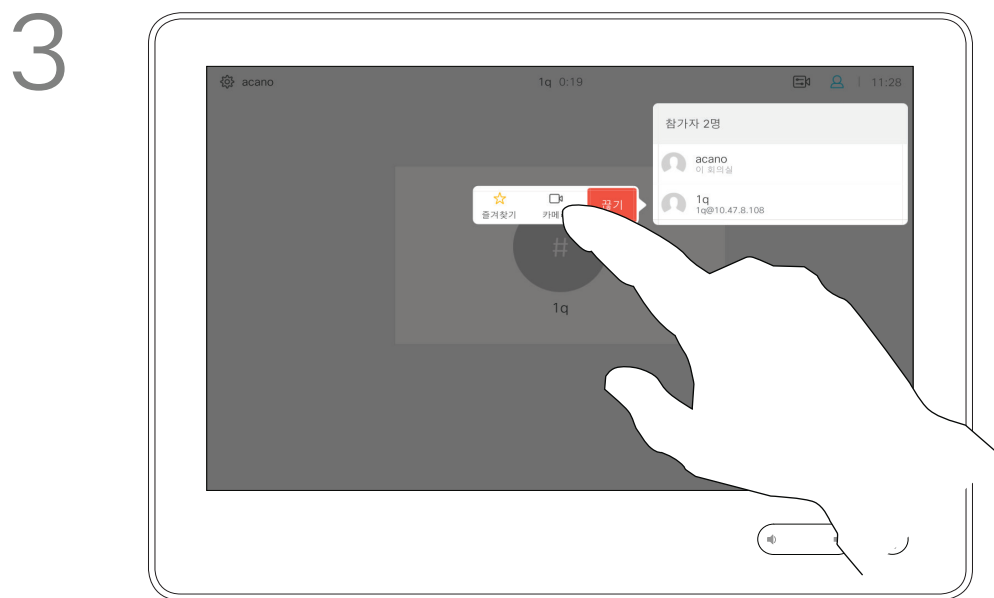 3
acano
1q 0:19
11:28
참가자 2명
acano
이 회의실
1q
1q@10.47.8.108
즐겨찾기
끊기
#
1q